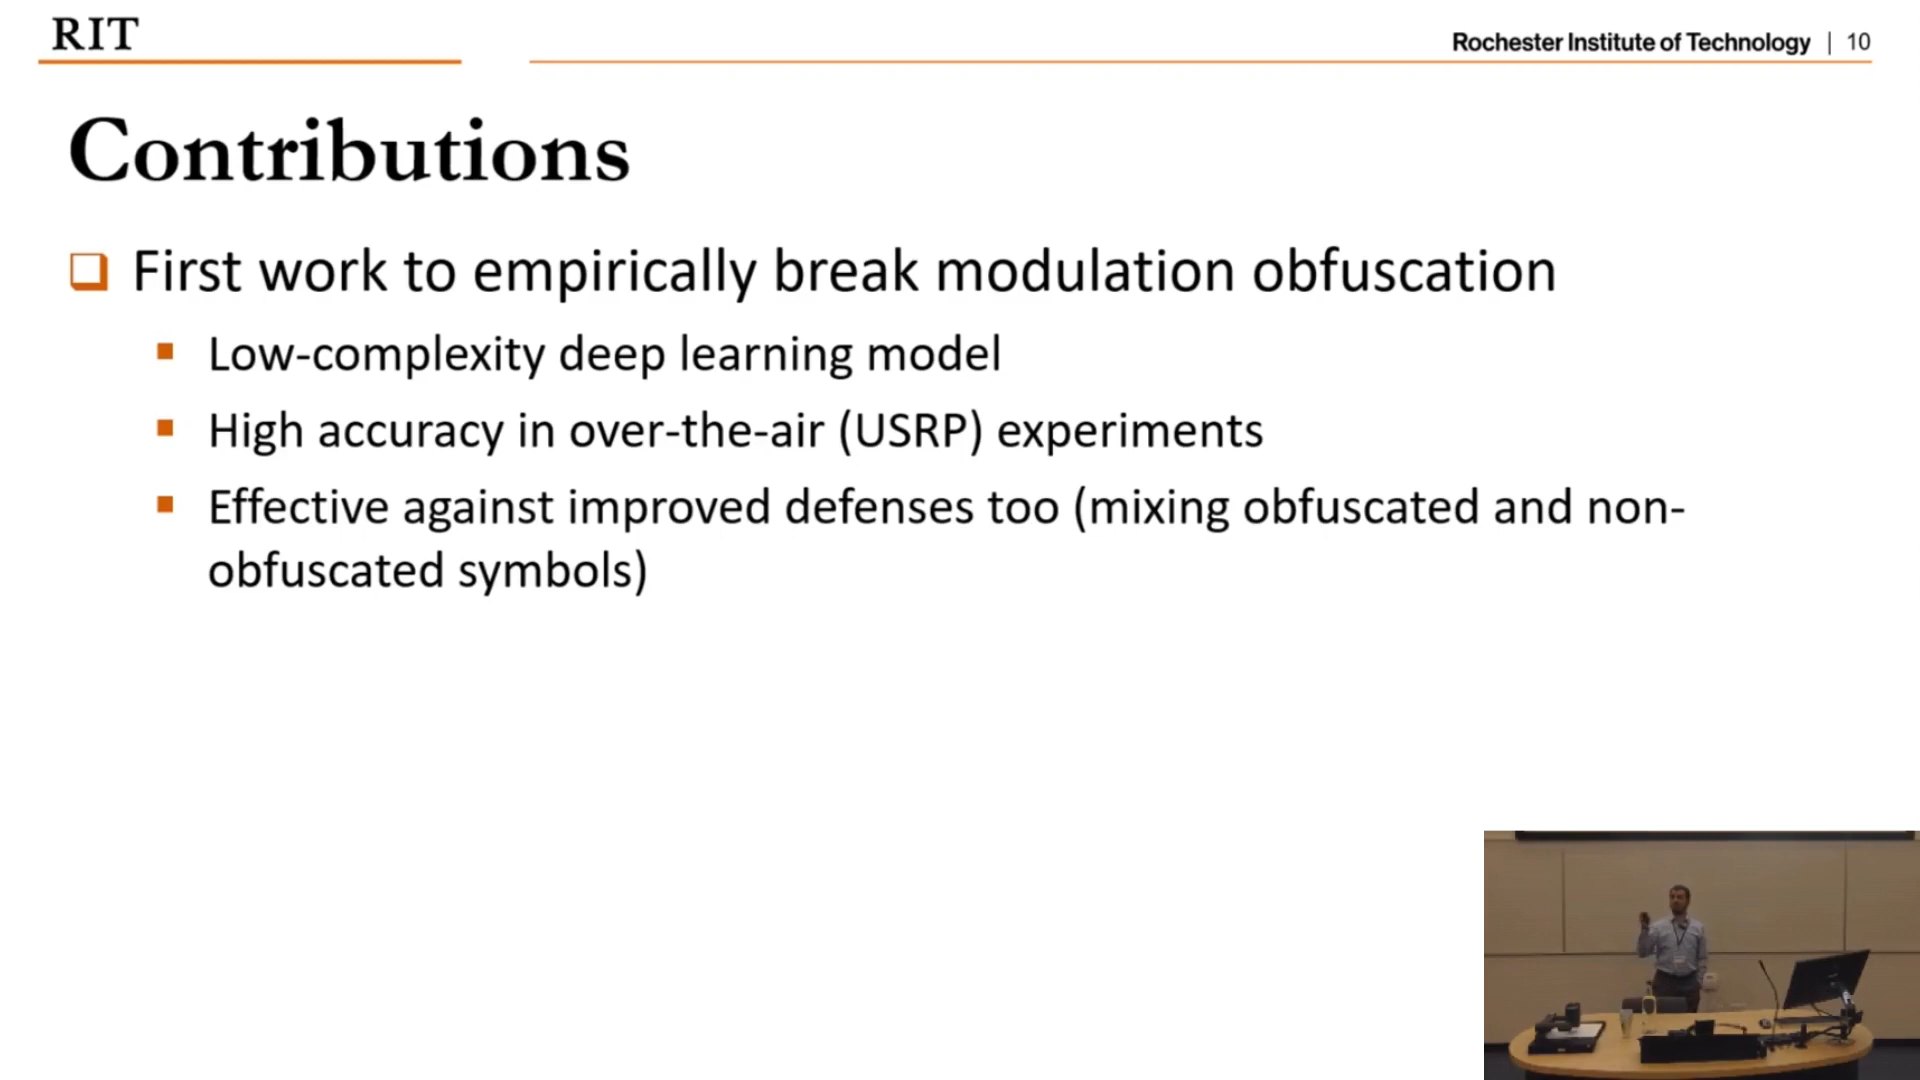 RIT
Rochester Institute of Technology | 10
Contributions
First work to empirically break modulation obfuscation
Low-complexity deep learning model
High accuracy in over-the-air (USRP) experiments
Effective against improved defenses too (mixing obfuscated and non-
obfuscated symbols)